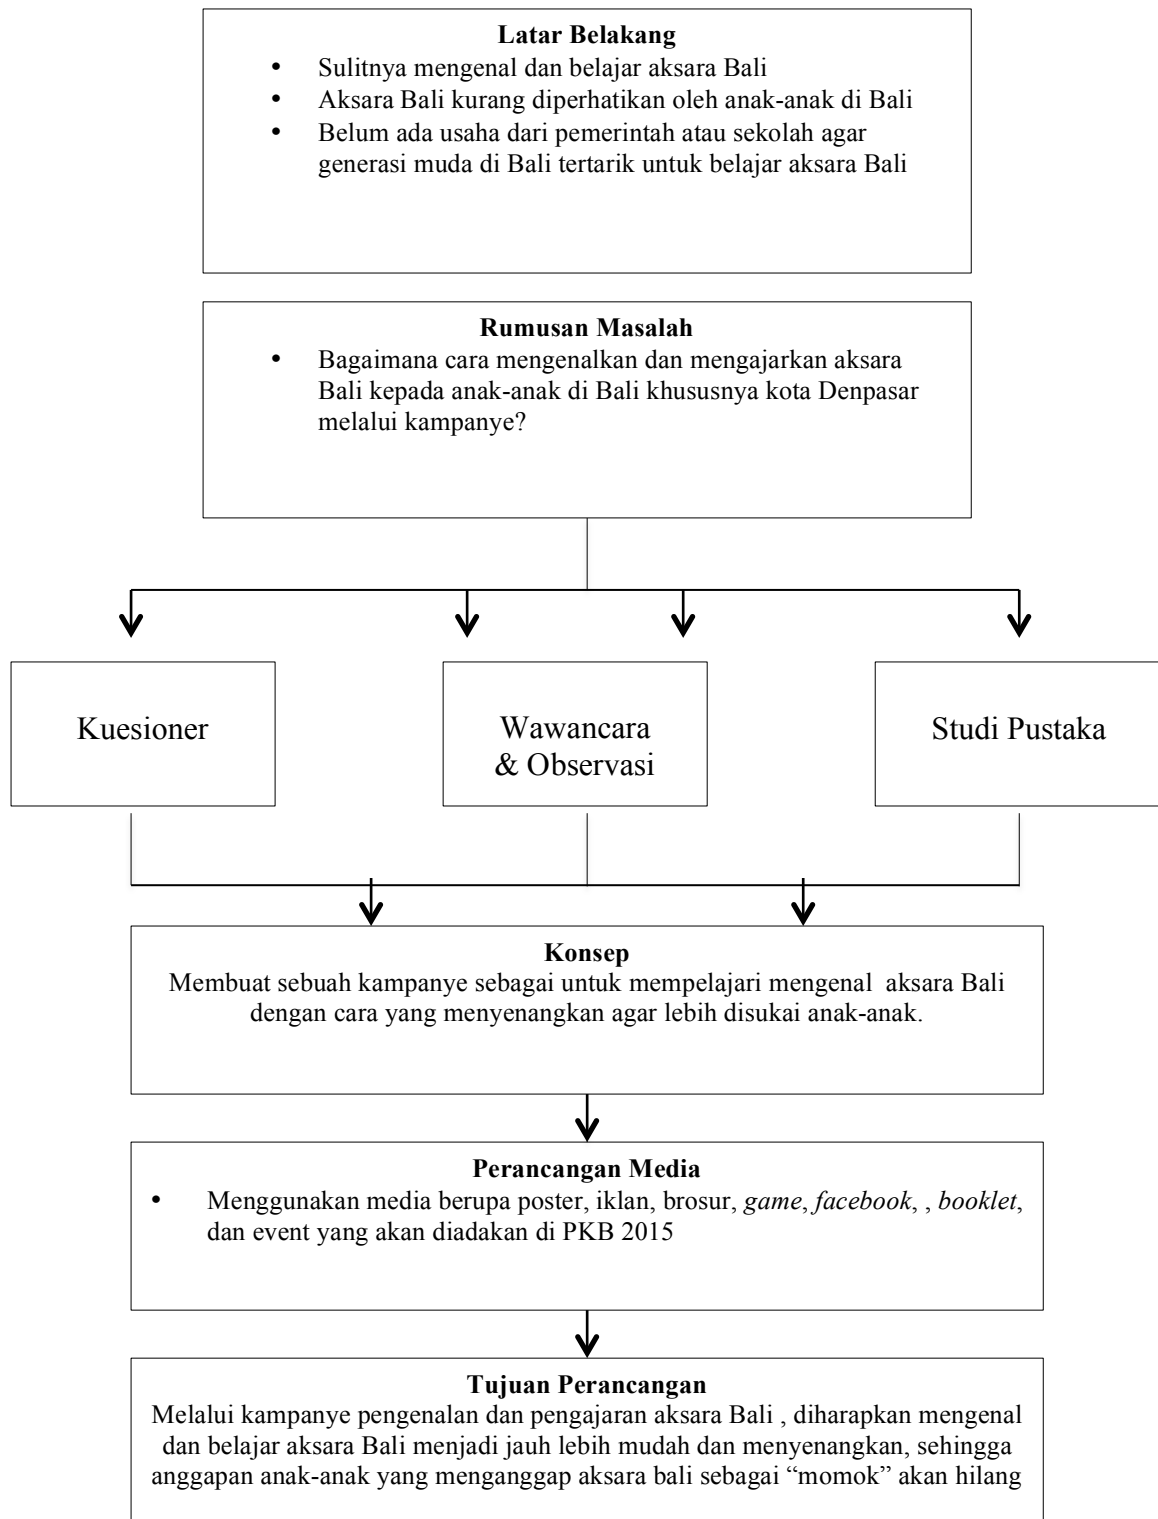 Latar Belakang
• Sulitnya mengenal dan belajar aksara Bali
• Aksara Bali kurang diperhatikan oleh anak-anak di Bali
• Belum ada usaha dari pemerintah atau sekolah agar
generasi muda di Bali tertarik untuk belajar aksara Bali
Rumusan Masalah
• Bagaimana cara mengenalkan dan mengajarkan aksara
Bali kepada anak-anak di Bali khususnya kota Denpasar
melalui kampanye?
Kuesioner
Wawancara
& Observasi
Studi Pustaka
Konsep
Membuat sebuah kampanye sebagai untuk mempelajari mengenal aksara Bali
dengan cara yang menyenangkan agar lebih disukai anak-anak.
Perancangan Media
• Menggunakan media berupa poster, iklan, brosur, game, facebook, , booklet,
dan event yang akan diadakan di PKB 2015
Tujuan Perancangan
Melalui kampanye pengenalan dan pengajaran aksara Bali , diharapkan mengenal
dan belajar aksara Bali menjadi jauh lebih mudah dan menyenangkan, sehingga
anggapan anak-anak yang menganggap aksara bali sebagai “momok” akan hilang